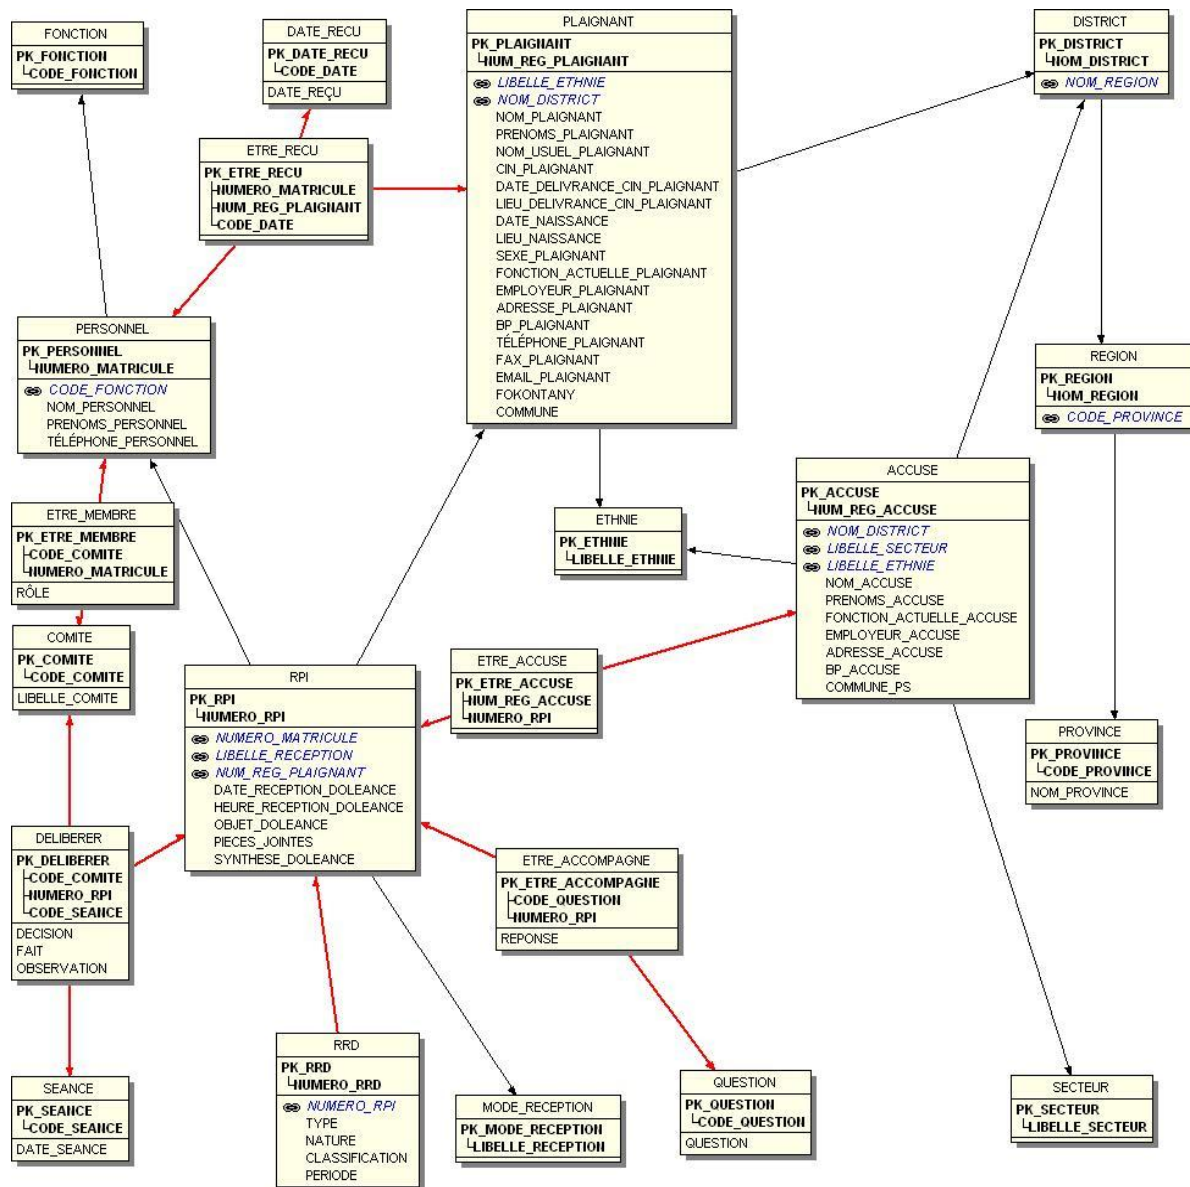 FONCTION
PK_FONCTION
CODE_FONCTION
DATE_RECU
PK_DATE_RECU
CODE_DATE
DATE_REÇU
PLAIGNANT
PK_PLAIGNANT
NUM_REG_PLAIGNANT
LIBELLE_ETHNIE
NOM_DISTRICT
NOM_PLAIGNANT
PRENOMS_PLAIGNANT
NOM_USUEL_PLAIGNANT
CIN_PLAIGNANT
DATE_DELIVRANCE_CIN_PLAIGNANT
LIEU_DELIVRANCE_CIN_PLAIGNANT
DATE_NAISSANCE
LIEU_NAISSANCE
SEXE_PLAIGNANT
FONCTION_ACTUELLE_PLAIGNANT
EMPLOYEUR_PLAIGNANT
ADRESSE_PLAIGNANT
BP_PLAIGNANT
TÉLÉPHONE_PLAIGNANT
FAX_PLAIGNANT
EMAIL_PLAIGNANT
FOKONTANY
COMMUNE
DISTRICT
PK_DISTRICT
NOM_DISTRICT
NOM_REGION
ETRE_RECU
PK_ETRE_RECU
NUMERO_MATRICULE
NUM_REG_PLAIGNANT
CODE_DATE
PERSONNEL
PK_PERSONNEL
NUMERO_MATRICULE
CODE_FONCTION
NOM_PERSONNEL
PRENOMS_PERSONNEL
TÉLÉPHONE_PERSONNEL
REGION
PK_REGION
NOM_REGION
CODE_PROVINCE
ETRE_MEMBRE
PK_ETRE_MEMBRE
CODE_COMITE
NUMERO_MATRICULE
RÔLE
ETHNIE
PK_ETHNIE
LIBELLE_ETHNIE
ACCUSE
PK_ACCUSE
NUM_REG_ACCUSE
NOM_DISTRICT
LIBELLE_SECTEUR
LIBELLE_ETHNIE
NOM_ACCUSE
PRENOMS_ACCUSE
FONCTION_ACTUELLE_ACCUSE
EMPLOYEUR_ACCUSE
ADRESSE_ACCUSE
BP_ACCUSE
COMMUNE_PS
COMITE
PK_COMITE
CODE_COMITE
LIBELLE_COMITE
RPI
PK_RPI
NUMERO_RPI
NUMERO_MATRICULE
LIBELLE_RECEPTION
NUM_REG_PLAIGNANT
DATE_RECEPTION_DOLEANCE
HEURE_RECEPTION_DOLEANCE
OBJET_DOLEANCE
PIECES_JOINTES
SYNTHESE_DOLEANCE
ETRE_ACCUSE
PK_ETRE_ACCUSE
NUM_REG_ACCUSE
NUMERO_RPI
PROVINCE
PK_PROVINCE
CODE_PROVINCE
NOM_PROVINCE
DELIBERER
PK_DELIBERER
CODE_COMITE
NUMERO_RPI
CODE_SEANCE
DECISION
FAIT
OBSERVATION
ETRE_ACCOMPAGNE
PK_ETRE_ACCOMPAGNE
CODE_QUESTION
NUMERO_RPI
REPONSE
SEANCE
PK_SEANCE
CODE_SEANCE
DATE_SEANCE
RRD
PK_RRD
NUMERO_RRD
NUMERO_RPI
TYPE
NATURE
CLASSIFICATION
PERIODE
MODE_RECEPTION
PK_MODE_RECEPTION
LIBELLE_RECEPTION
QUESTION
PK_QUESTION
CODE_QUESTION
QUESTION
SECTEUR
PK_SECTEUR
LIBELLE_SECTEUR